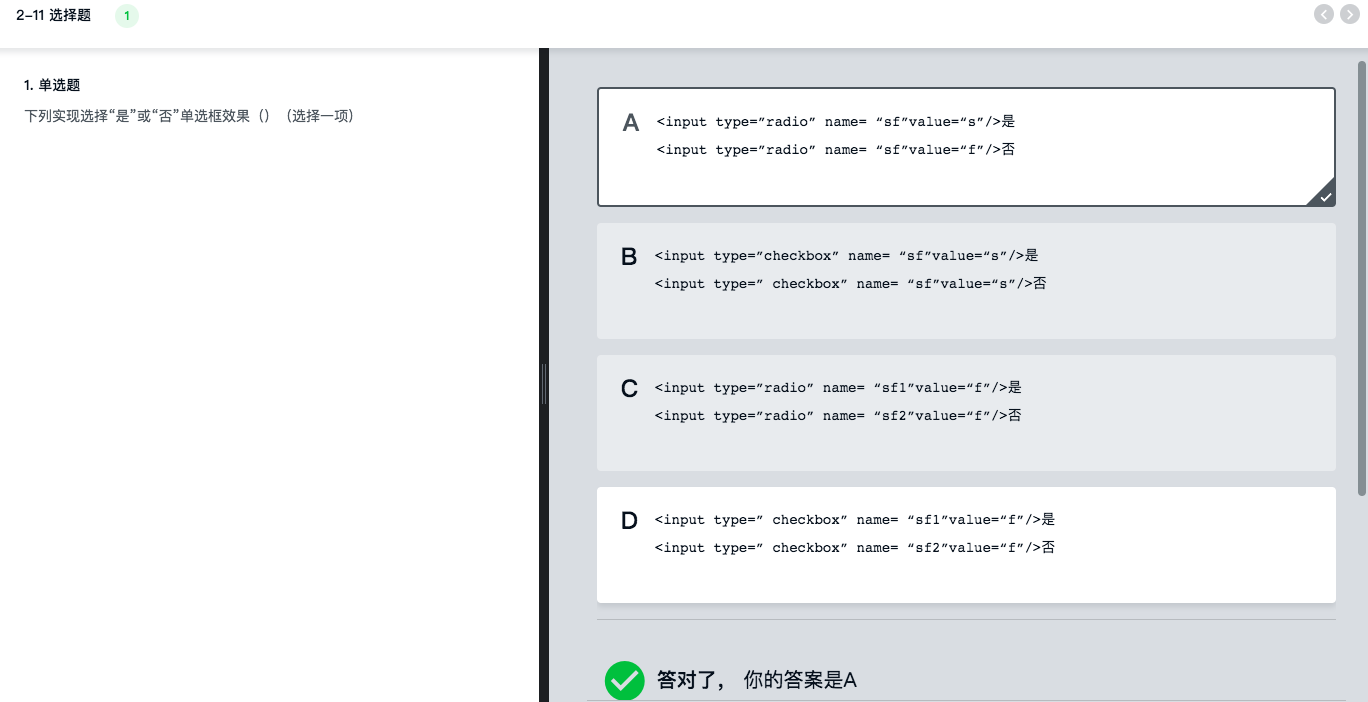 2-11 选择题 1
1. 单选题
下列实现选择“是”或“否”单选框效果（）（选择一项）
A
<input type=”radio” name= “sf”value=“s”/>是
<input type=”radio” name= “sf”value=“f”/>否
B
<input type=”checkbox” name= “sf”value=“s”/>是
<input type=” checkbox” name= “sf”value=“s”/>否
C
<input type=”radio” name= “sf1”value=“f”/>是
<input type=”radio” name= “sf2”value=“f”/>否
D
<input type=” checkbox” name= “sf1”value=“f”/>是
<input type=” checkbox” name= “sf2”value=“f”/>否
答对了， 你的答案是A